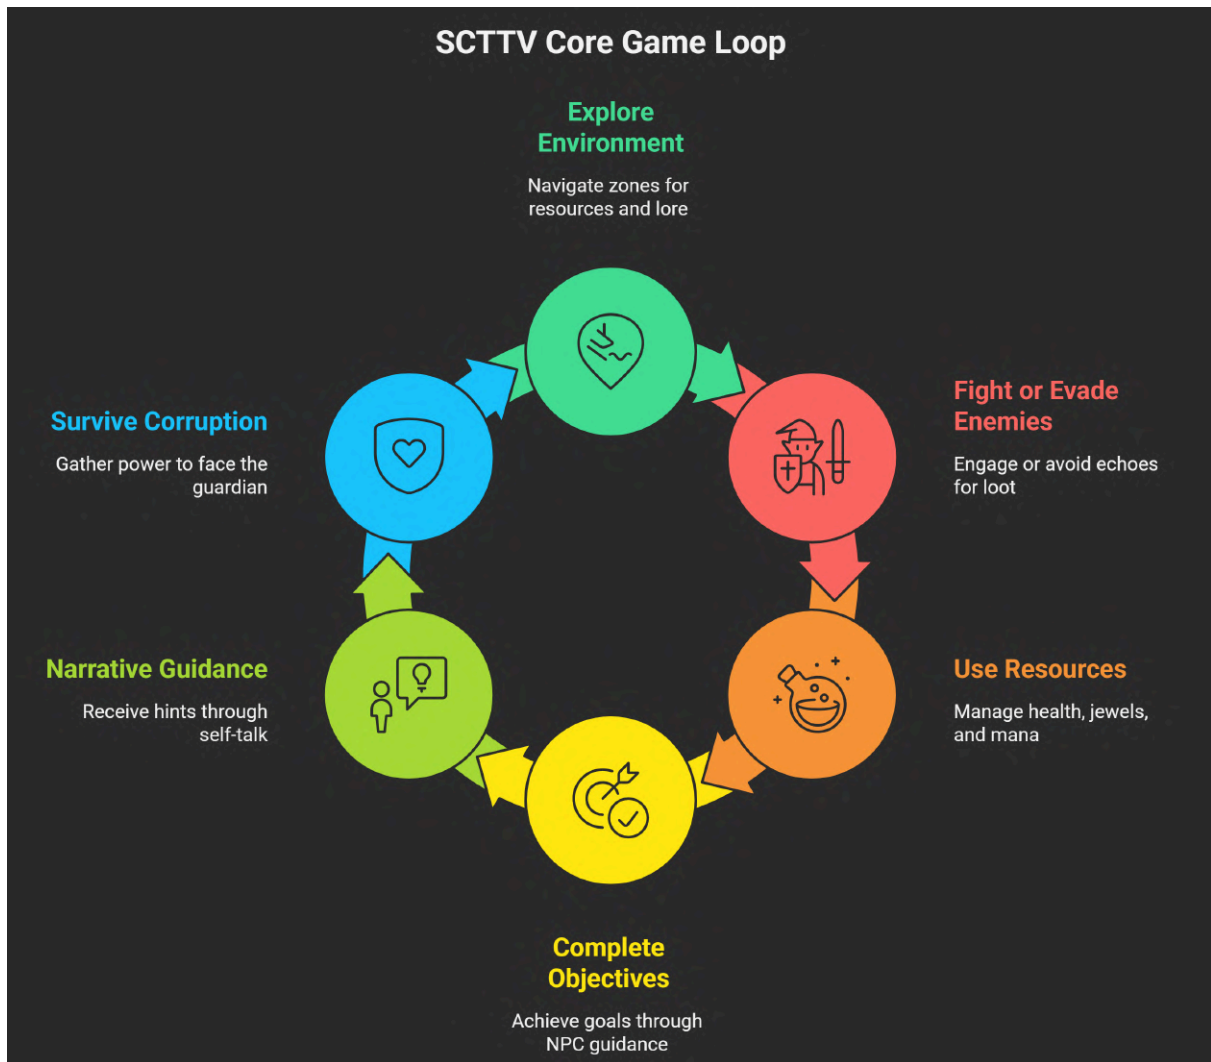 SCTTV Core Game Loop
Explore
Environment
Navigate zones for
resources and lore
Fight or Evade
Enemies
Engage or avoid echoes
for loot
Use Resources
Manage health, jewels,
and mana
Complete
Objectives
Achieve goals through
NPC guidance
Narrative Guidance
Receive hints through
self-talk
Survive Corruption
Gather power to face the
guardian